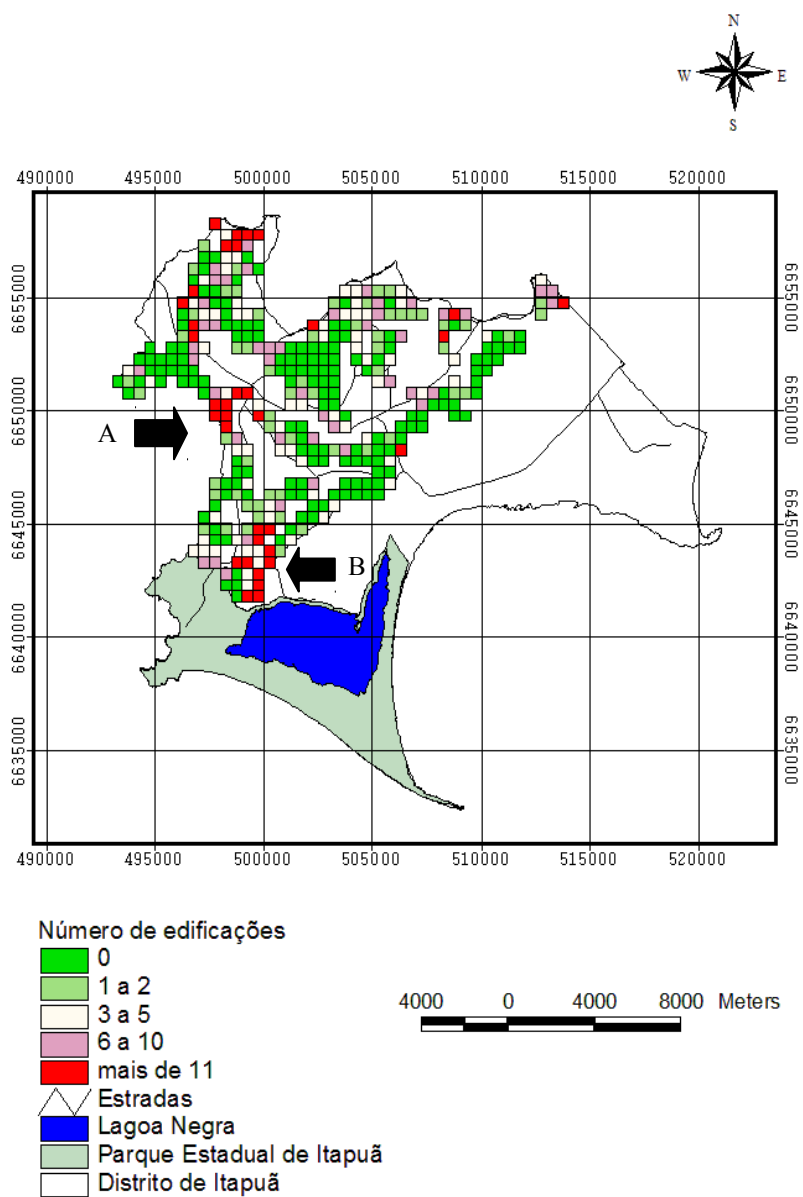 N
W E
S
490000 495000 500000 505000 510000 515000 520000
6655000 6655000
6650000 6650000
A
6645000 6645000
B
6640000 6640000
6635000 6635000
490000 495000 500000 505000 510000 515000 520000
Número de edificações
0
1 a 2
3 a 5
6 a 10
mais de 11
Estradas
Lagoa Negra
Parque Estadual de Itapuã
Distrito de Itapuã
4000 0 4000 8000 Meters